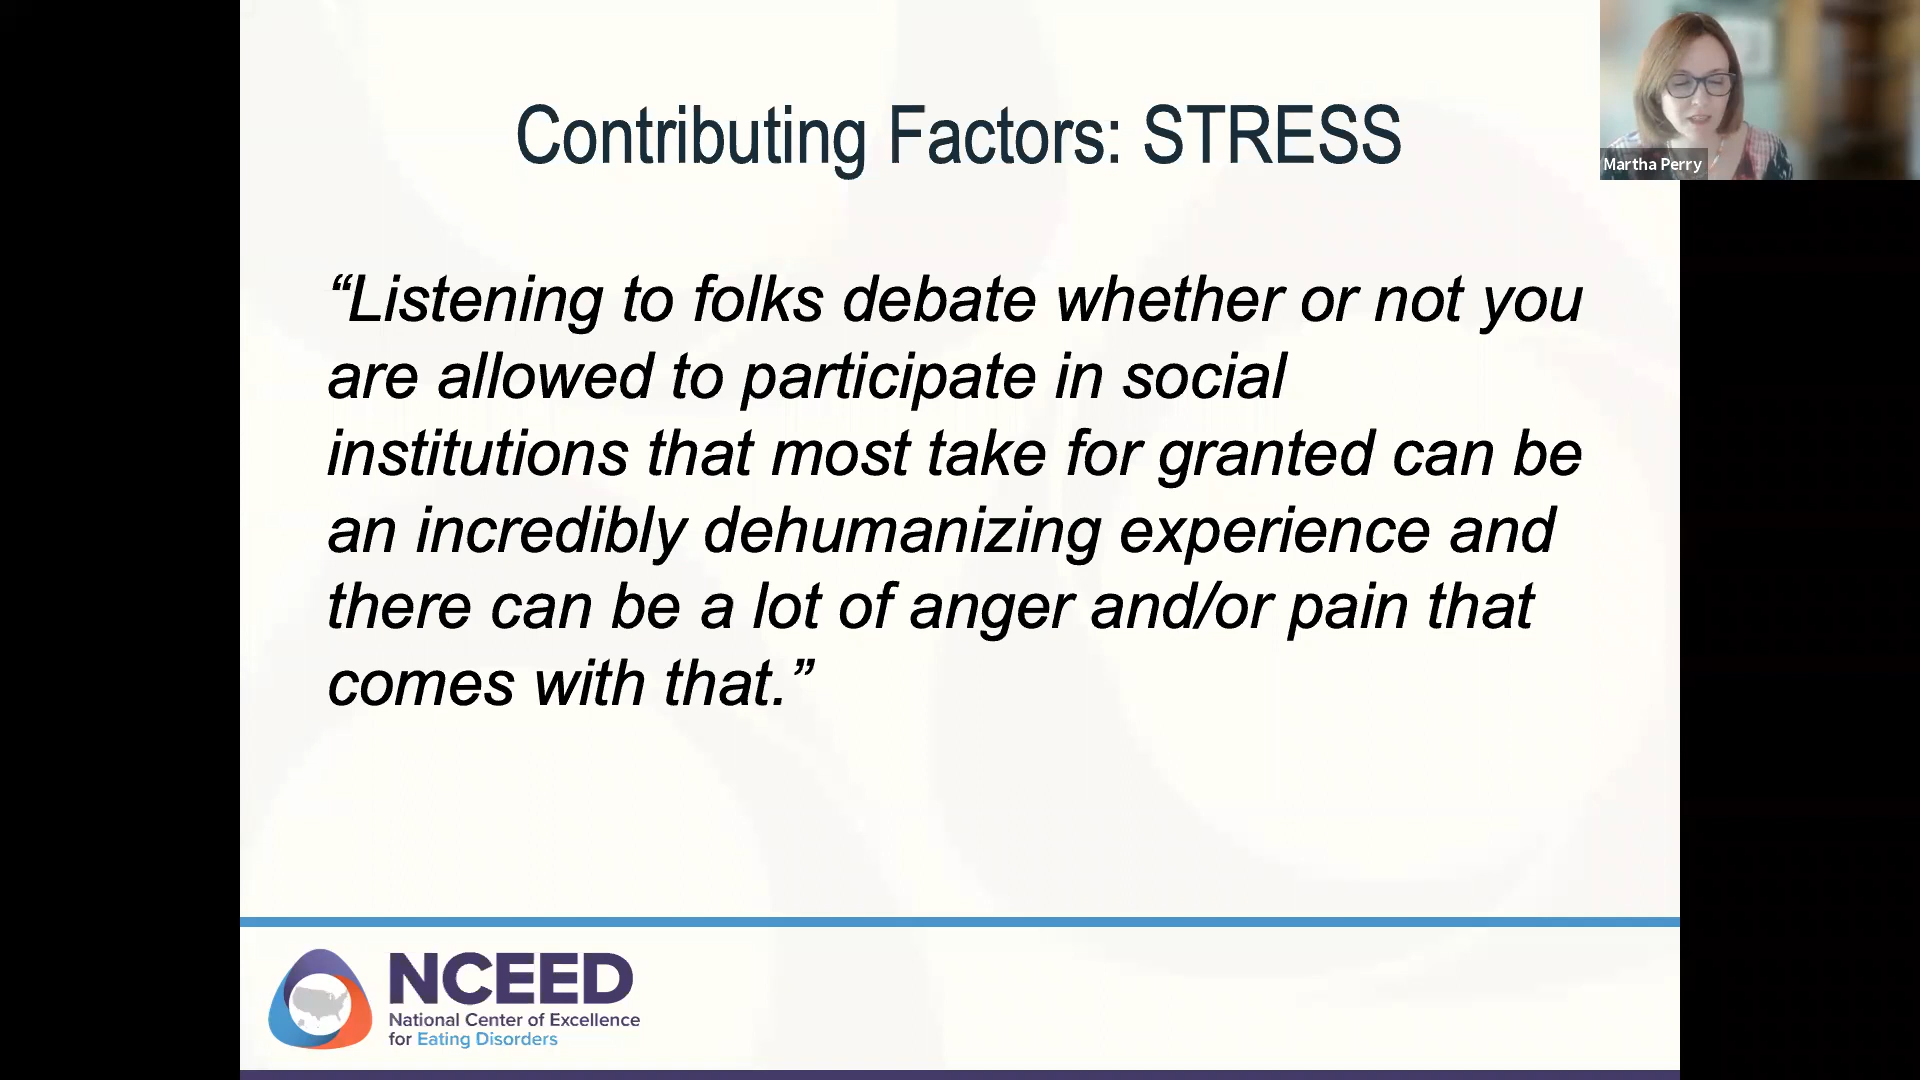 Contributing Factors: STRESS
Martha Perry
“Listening to folks debate whether or not you
are allowed to participate in social
institutions that most take for granted can be
an incredibly dehumanizing experience and
there can be a lot of anger and/or pain that
comes with that.”
NCEED
National Center of Excellence
for Eating Disorders